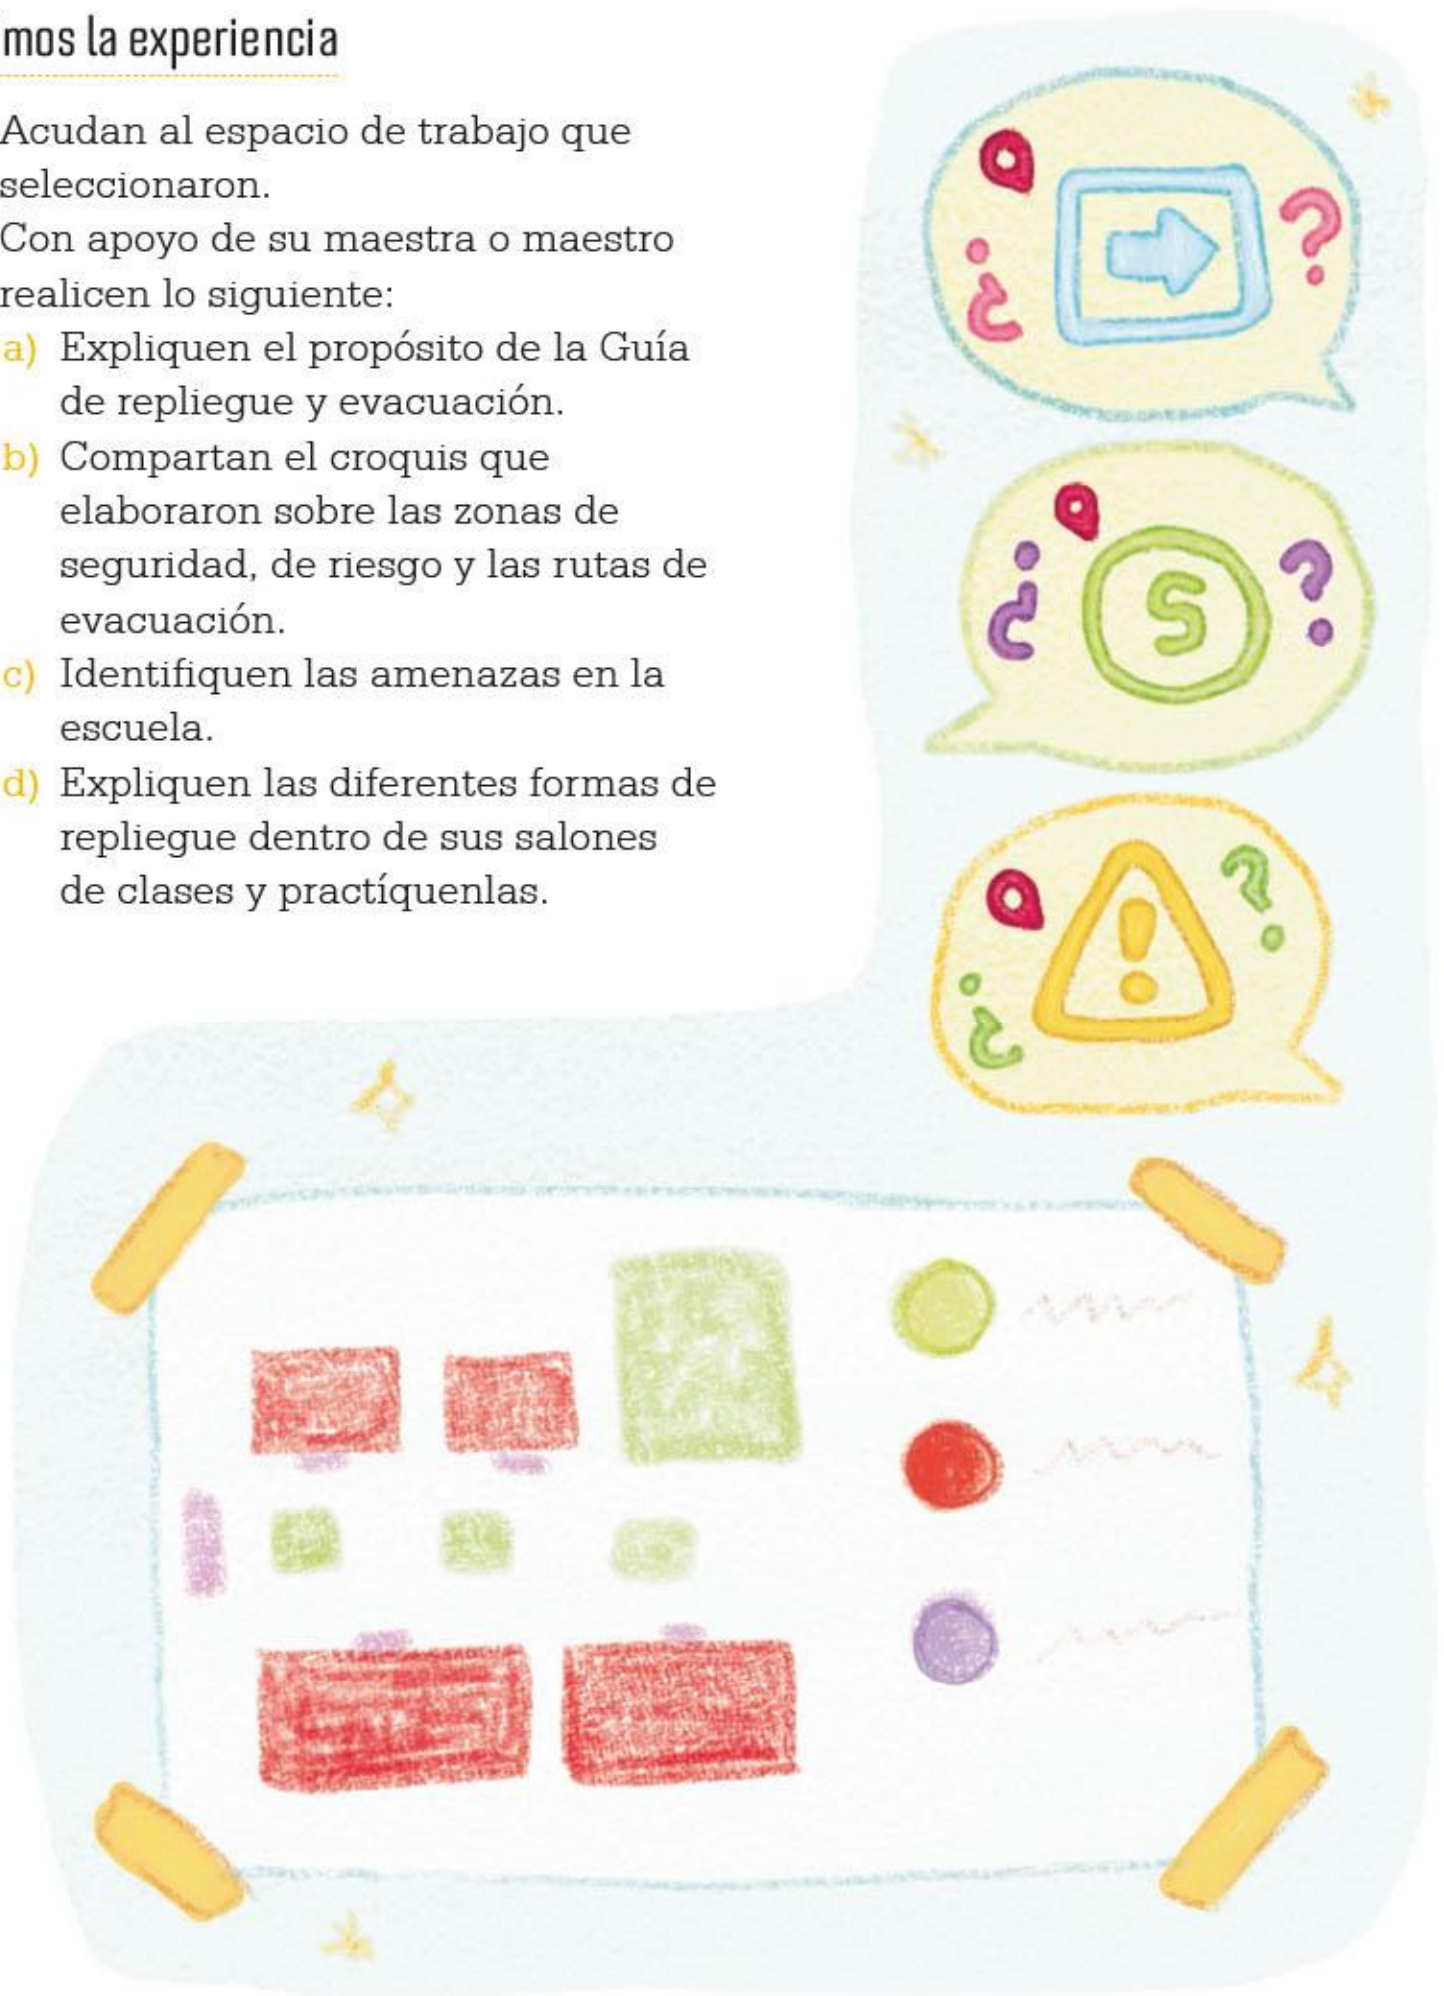 mos la experiencia
Acudan al espacio de trabajo que
seleccionaron.
Con apoyo de su maestra o maestro
realicen lo siguiente:
a) Expliquen el propósito de la Guía
de repliegue y evacuación.
b) Compartan el croquis que
elaboraron sobre las zonas de
seguridad, de riesgo y las rutas de
evacuación.
c) Identifiquen las amenazas en la
escuela.
d) Expliquen las diferentes formas de
repliegue dentro de sus salones
de clases y practíquenlas.
¿ ?
¿ S ?
¿ ! ?